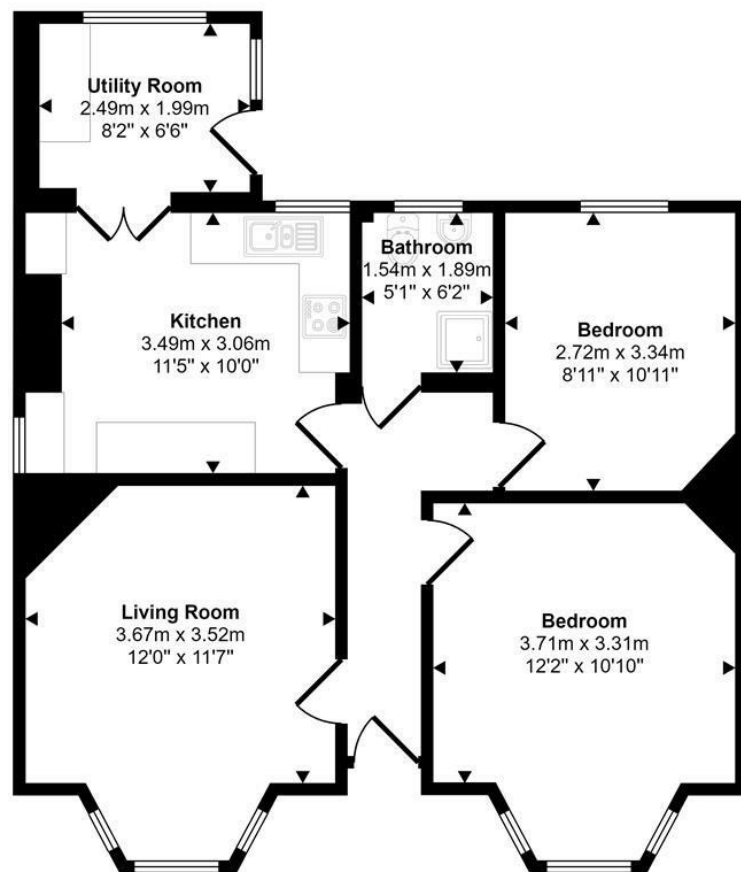 Utility Room
2.49m x 1.99m
8'2" x 6'6"
Bathroom
1.54m x 1.89m
5'1" x 6'2"
Kitchen
3.49m x 3.06m
11'5" x 10'0"
Bedroom
2.72m x 3.34m
8'11" x 10'11"
Living Room
3.67m x 3.52m
12'0" x 11'7"
Bedroom
3.71m x 3.31m
12'2" x 10'10"